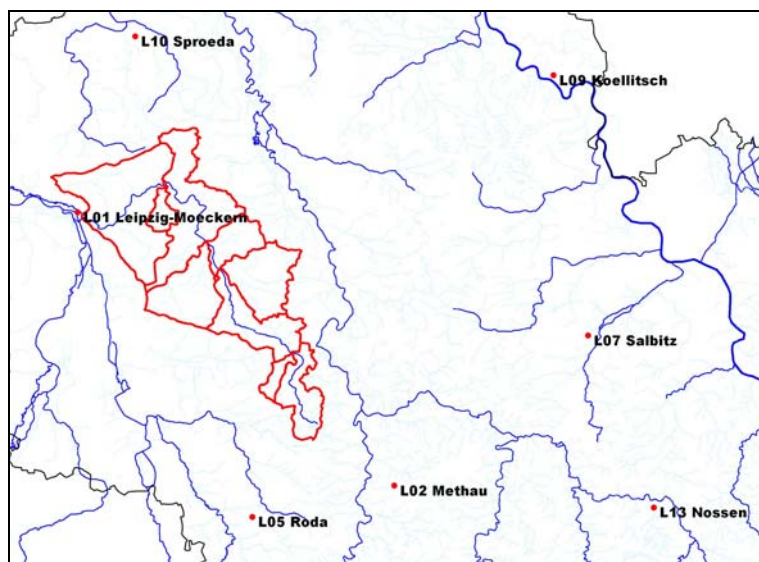 L10 Sproeda
L09 Koellitsch
L01 Leipzig-Moeckern
L07 Salbitz
L02 Methau
L13 Nossen
L05 Roda